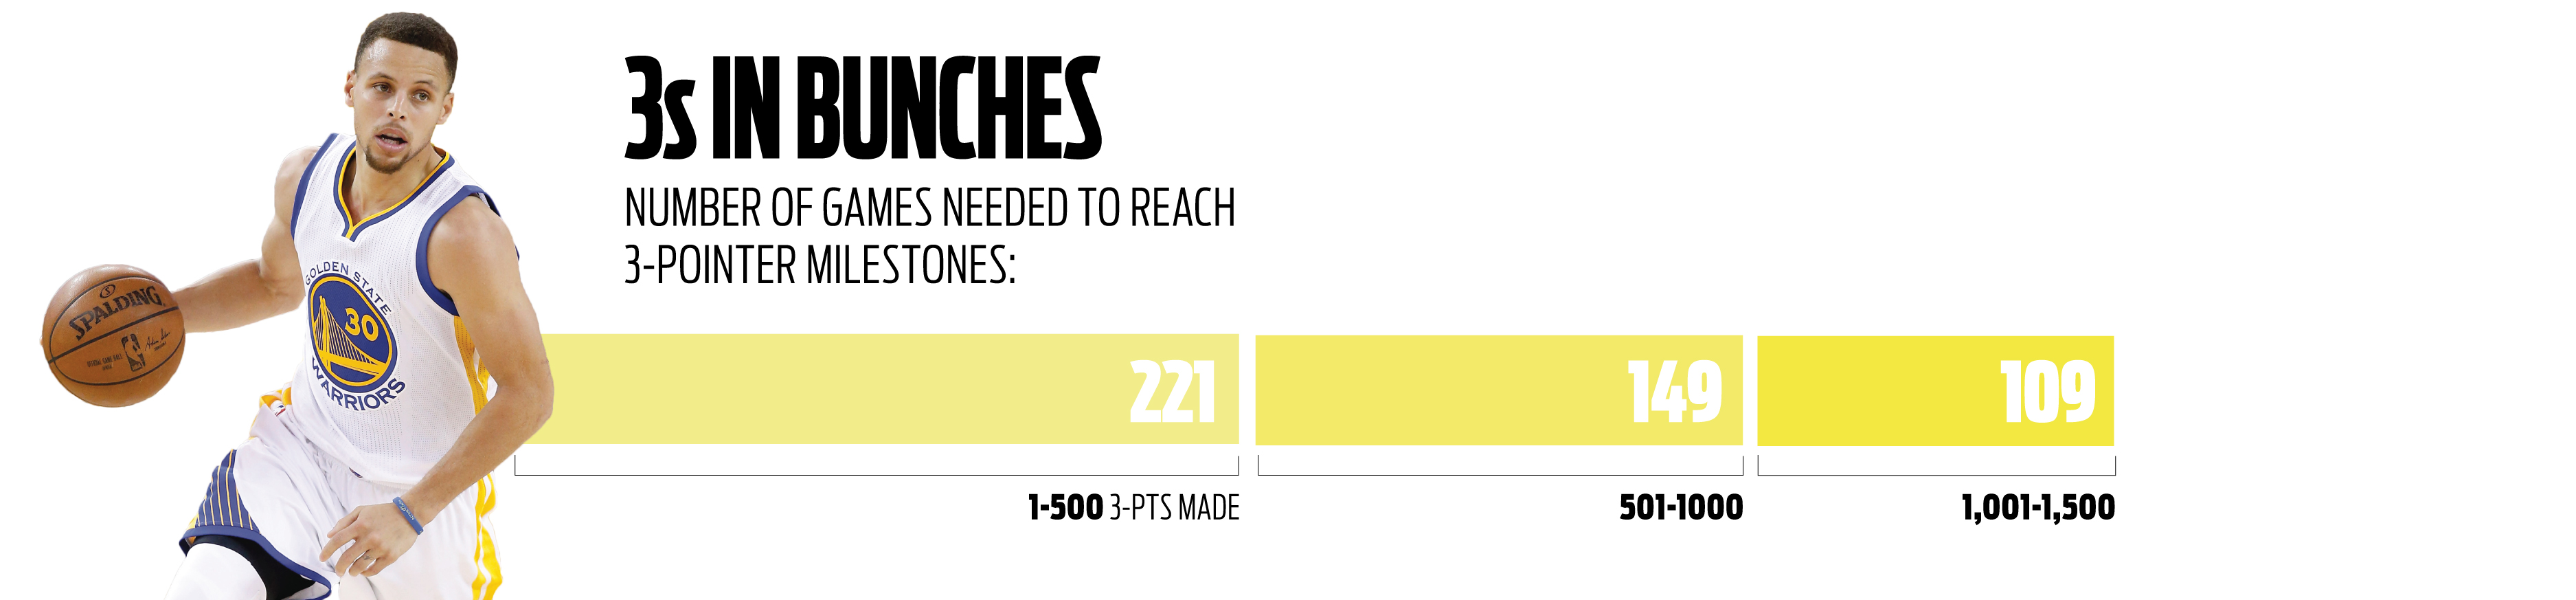 3s IN BUNCHES
NUMBER OF GAMES NEEDED TO REACH
3-POINTER MILESTONES:
SPALDING
GOLDEN STATE
30
WARRIORS
221
149
109
1-500 3-PTS MADE
501-1000
1,001-1,500